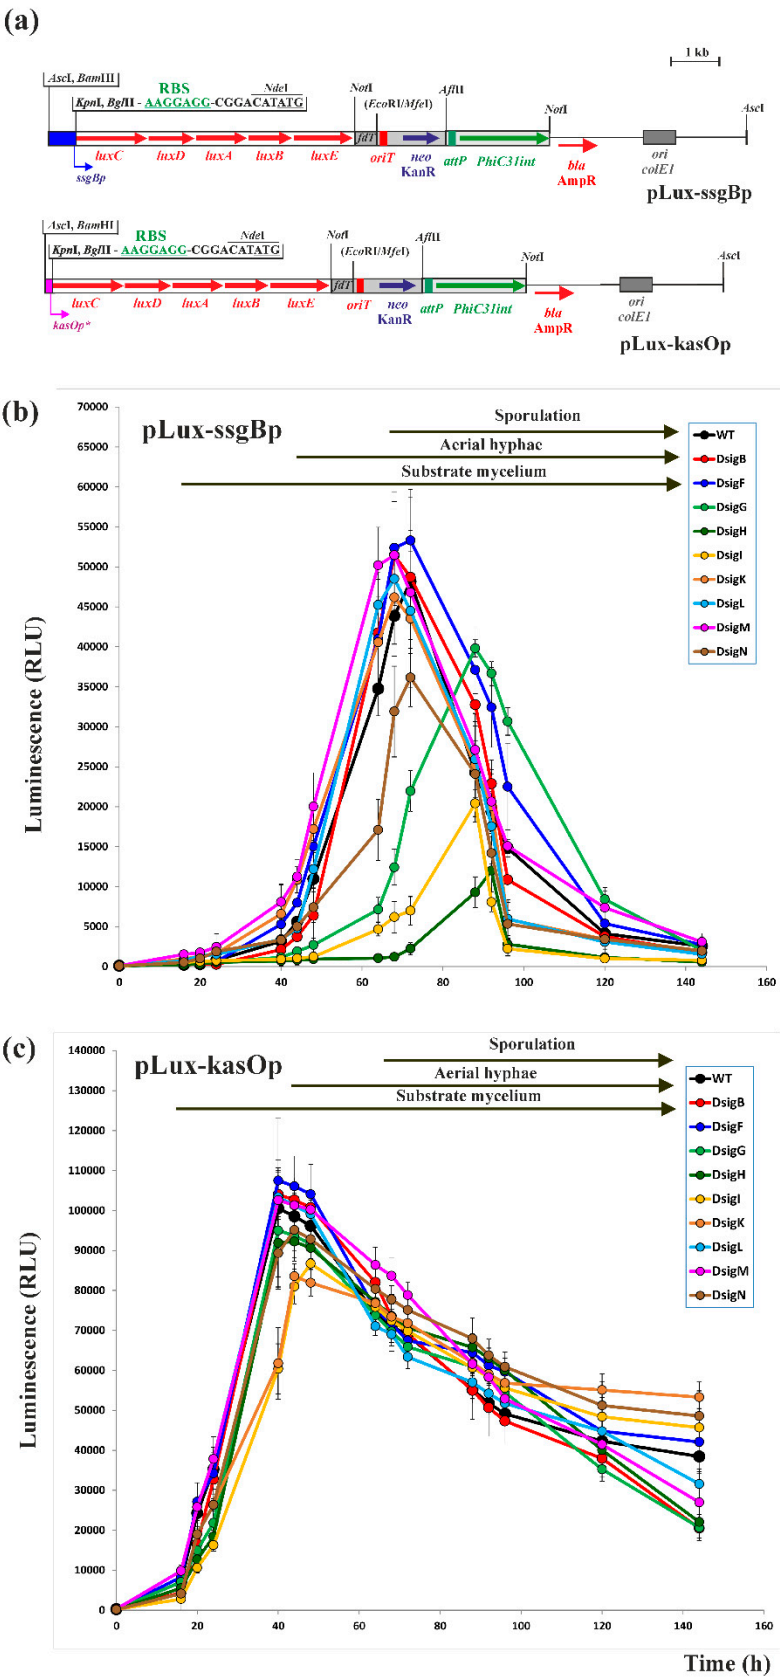 (a)
1 kb
AscI, BamIII
RBS
NdeI
NotI
(EcoRI/MfeI)
AflII
NotI
AscI
KpnI, BglII - AAGGAGG-CGGACATATG
fdT
luxC luxD luxA luxB luxE oriT neo attP PhiC31int bla ori
ssgBp
KanR
AmpR
colE1
pLux-ssgBp
AscI, BamHI
RBS
NdeI
NotI
(EcoRI/MfeI)
AflII
NotI
AscI
KpnI, BglII - AAGGAGG-CGGACATATG
fdT
luxC luxD luxA luxB luxE oriT neo attP PhiC31int bla ori
kasOp*
KanR
AmpR
colE1
pLux-kasOp
(b)
pLux-ssgBp
Sporulation
Aerial hyphac
Substrate mycelium
Luminescence (RLU)
70000
65000
60000
55000
50000
45000
40000
35000
30000
25000
20000
15000
10000
5000
0
0 20 40 60 80 100 120 140 160
WT
DsigB
DsigF
DsigG
DsigH
DsigI
DsigK
DsigL
DsigM
DsigN
(c)
pLux-kasOp
Sporulation
Aerial hyphae
Substrate mycelium
Luminescence (RLU)
140000
130000
120000
110000
100000
90000
80000
70000
60000
50000
40000
30000
20000
10000
0
0 20 40 60 80 100 120 140 160
WT
DsigB
DsigF
DsigG
DsigH
DsigI
DsigK
DsigL
DsigM
DsigN
Time (h)